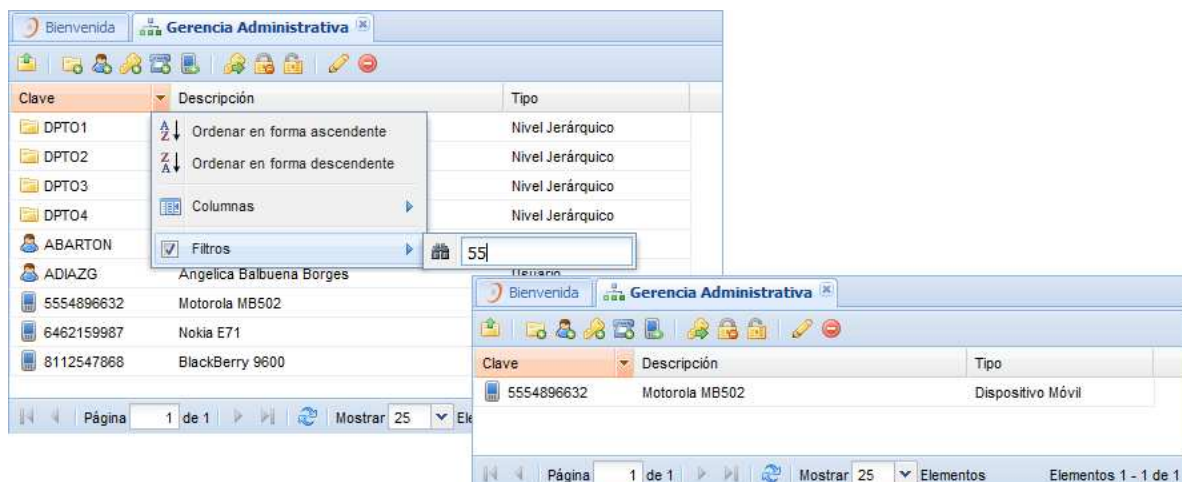 Bienvenida Gerencia Administrativa
Clave Descripción Tipo
DPTO1 Nivel Jerárquico
DPTO2 Nivel Jerárquico
DPTO3 Nivel Jerárquico
DPTO4 Nivel Jerárquico
ABARTON
ADIAZG Angelica Balbuena Borges Usuario
5554896632 Motorola MB502
6462159987 Nokia E71
8112547868 BlackBerry 9600
Página 1 de 1 Mostrar 25 Ele
Ordenar en forma ascendente
Ordenar en forma descendente
Columnas
Filtros 55
Bienvenida Gerencia Administrativa
Clave Descripción Tipo
5554896632 Motorola MB502 Dispositivo Móvil
Página 1 de 1 Mostrar 25 Elementos Elementos 1 - 1 de 1